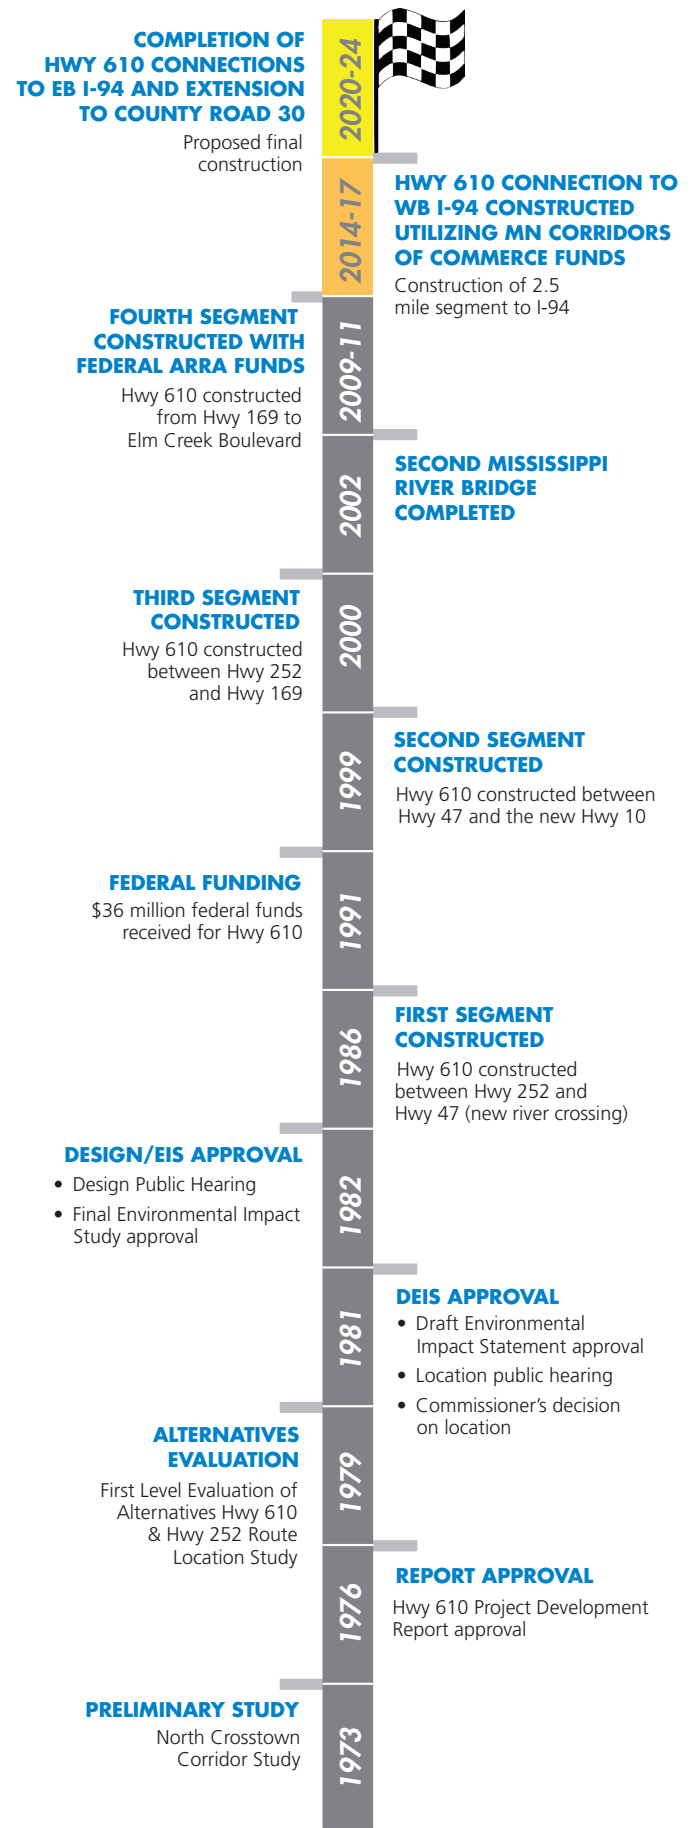 2020-24
COMPLETION OF
HWY 610 CONNECTIONS
TO EB I-94 AND EXTENSION
TO COUNTY ROAD 30
Proposed final
construction
2014-17
HWY 610 CONNECTION TO
WB I-94 CONSTRUCTED
UTILIZING MN CORRIDORS
OF COMMERCE FUNDS
Construction of 2.5
mile segment to I-94
2009-11
FOURTH SEGMENT
CONSTRUCTED WITH
FEDERAL ARRA FUNDS
Hwy 610 constructed
from Hwy 169 to
Elm Creek Boulevard
2002
SECOND MISSISSIPPI
RIVER BRIDGE
COMPLETED
2000
THIRD SEGMENT
CONSTRUCTED
Hwy 610 constructed
between Hwy 252
and Hwy 169
1999
SECOND SEGMENT
CONSTRUCTED
Hwy 610 constructed between
Hwy 47 and the new Hwy 10
1991
FEDERAL FUNDING
$36 million federal funds
received for Hwy 610
1986
FIRST SEGMENT
CONSTRUCTED
Hwy 610 constructed
between Hwy 252 and
Hwy 47 (new river crossing)
1982
DESIGN/EIS APPROVAL
• Design Public Hearing
• Final Environmental Impact
Study approval
1981
DEIS APPROVAL
• Draft Environmental
Impact Statement approval
• Location public hearing
• Commissioner’s decision
on location
1979
ALTERNATIVES
EVALUATION
First Level Evaluation of
Alternatives Hwy 610
& Hwy 252 Route
Location Study
1976
REPORT APPROVAL
Hwy 610 Project Development
Report approval
1973
PRELIMINARY STUDY
North Crosstown
Corridor Study